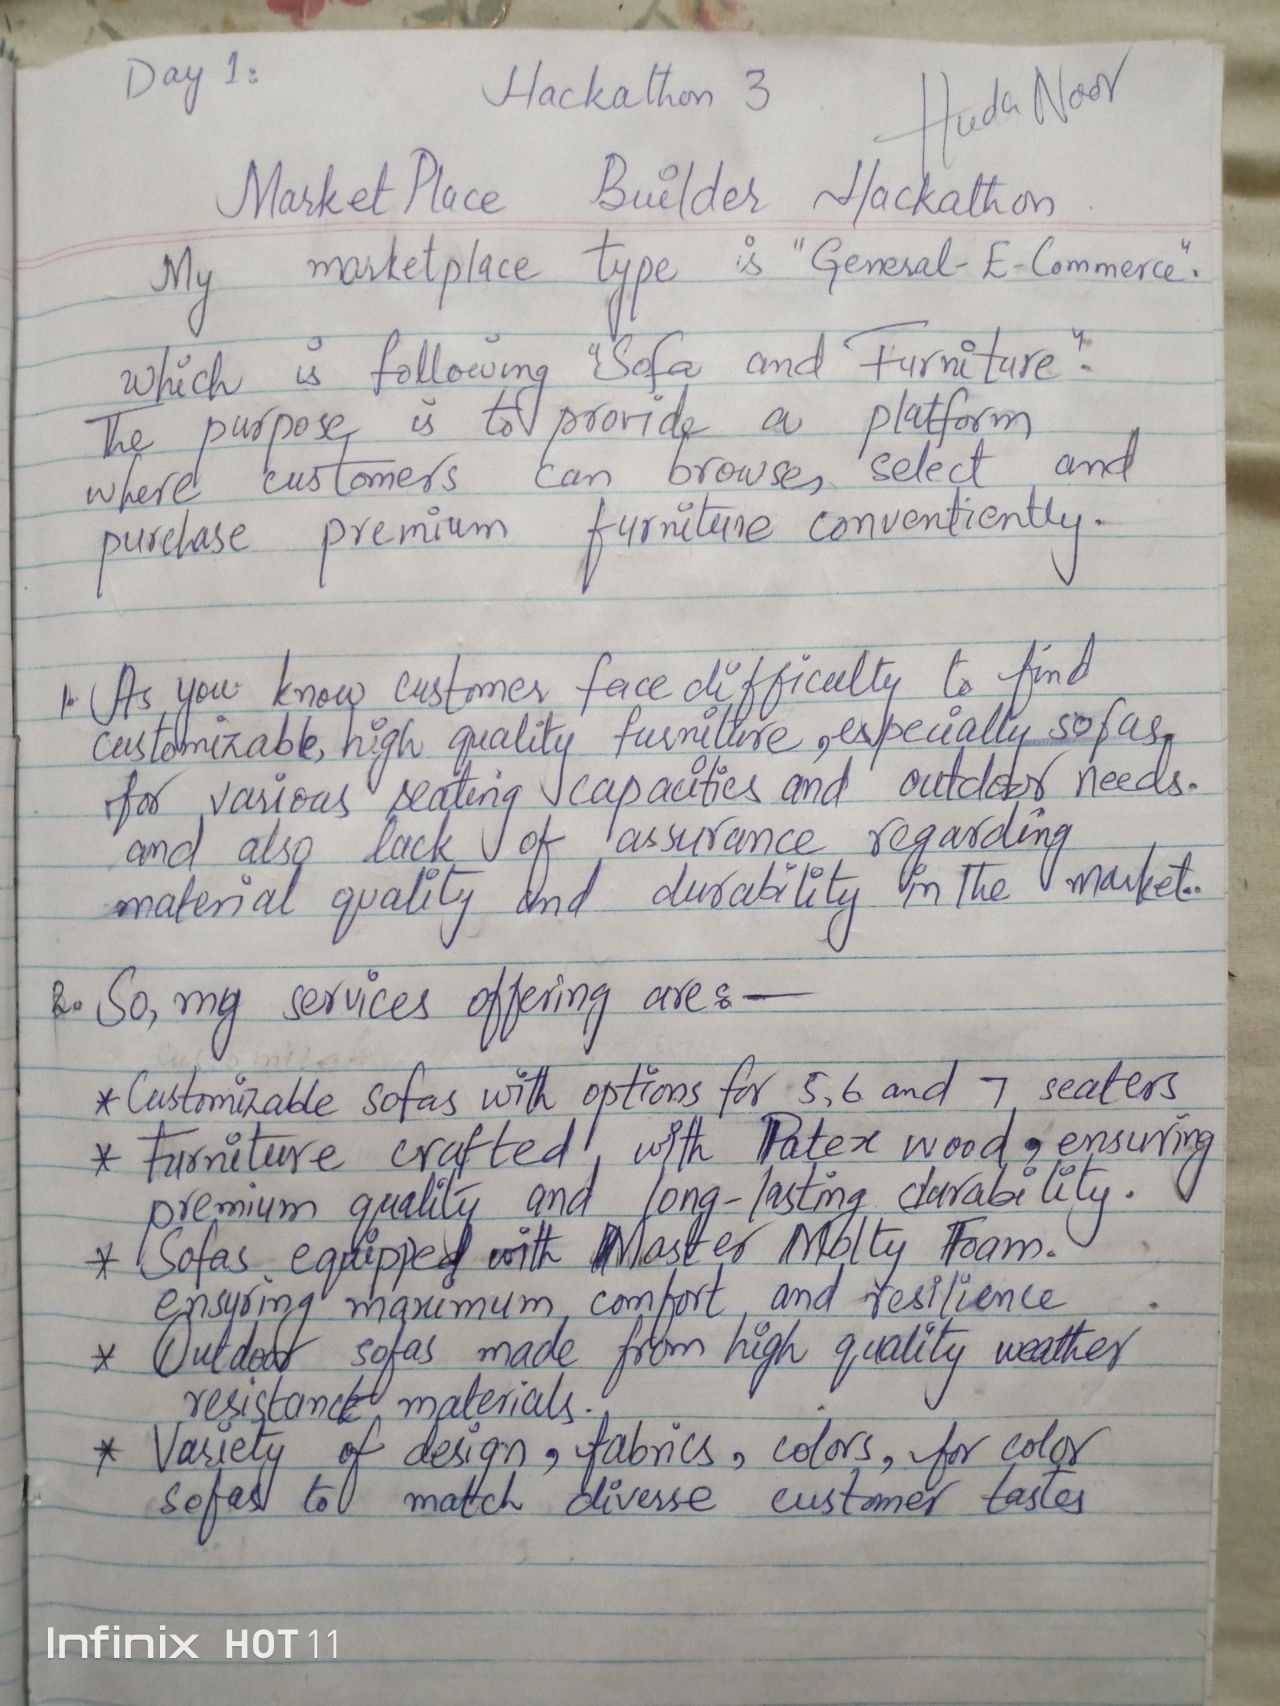 Day 1:
Hackathon 3
Huda Noor
MarketPlace Builder Hackathon
My marketplace type is "General-E-Commerce".
which is following "Sofa and Furniture".
The purpose is to provide a platform
where customers can browse, select and
purchase premium furniture conventiently.
1. As you know customer face difficulty to find
customizable, high quality furniture, especially sofas,
for various seating capacities and outdoor needs.
and also lack of assurance regarding
material quality and durability in the market.
2. So, my services offering are:—
* Customizable sofas with options for 5,6 and 7 seaters
* Furniture crafted with Patex wood, ensuring
premium quality and long-lasting durability.
* Sofas equipped with Master Molty Foam.
ensyring maximum comfort and resilience
* Outdoor sofas made from high quality weather
resistance materials.
* Variety of design, fabrics, colors, for color
sofas to match diverse customer tastes
Infinix HOT 11